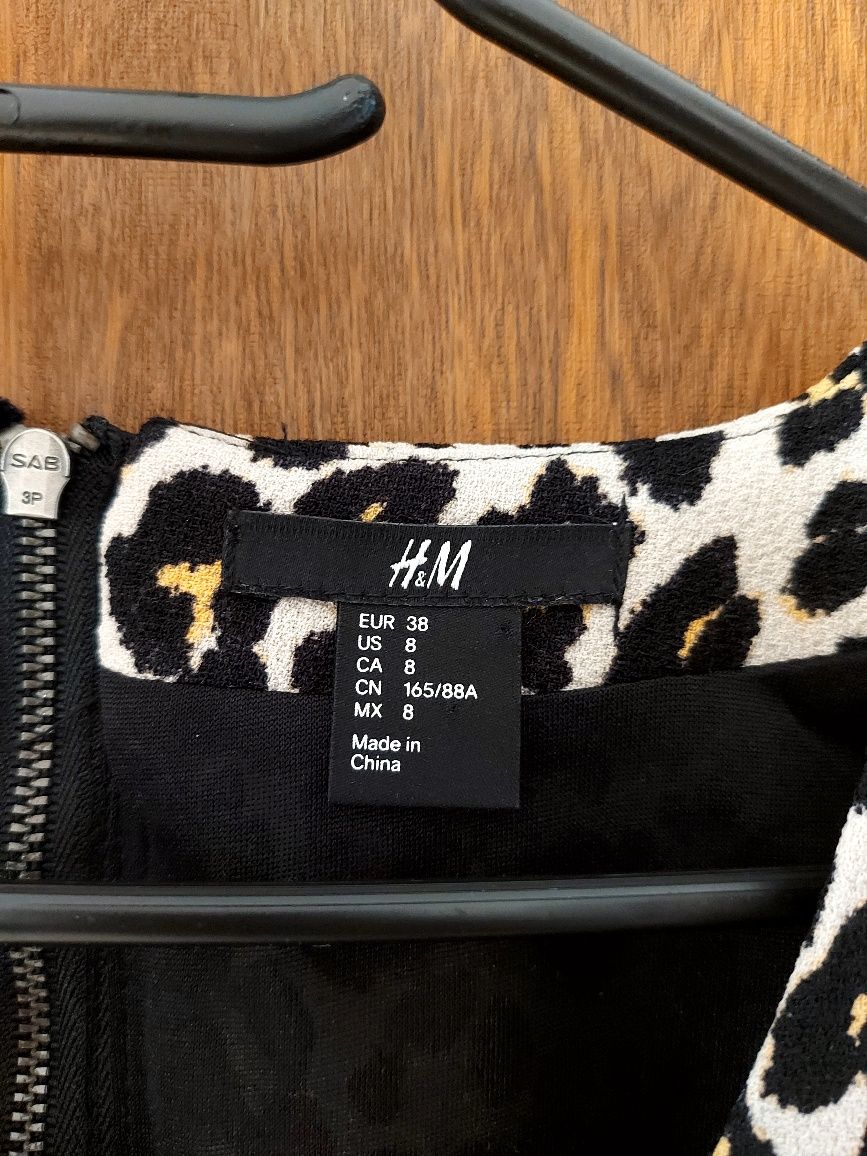 SAB
3P
H&M
EUR 38
US 8
CA 8
CN 165/88A
MX 8
Made in
China